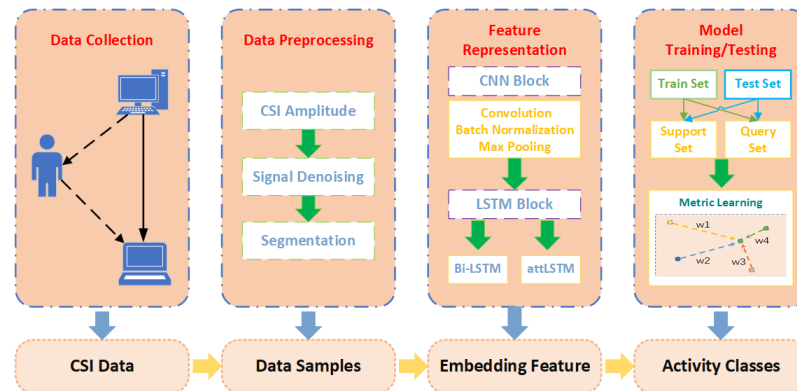 Data Collection
Data Preprocessing
CSI Amplitude
Signal Denoising
Segmentation
Feature
Representation
CNN Block
Convolution
Batch Normalization
Max Pooling
LSTM Block
Bi-LSTM
attLSTM
Model
Training/Testing
Train Set
Test Set
Support
Set
Query
Set
Metric Learning
w1
w2
w3
w4
CSI Data
Data Samples
Embedding Feature
Activity Classes